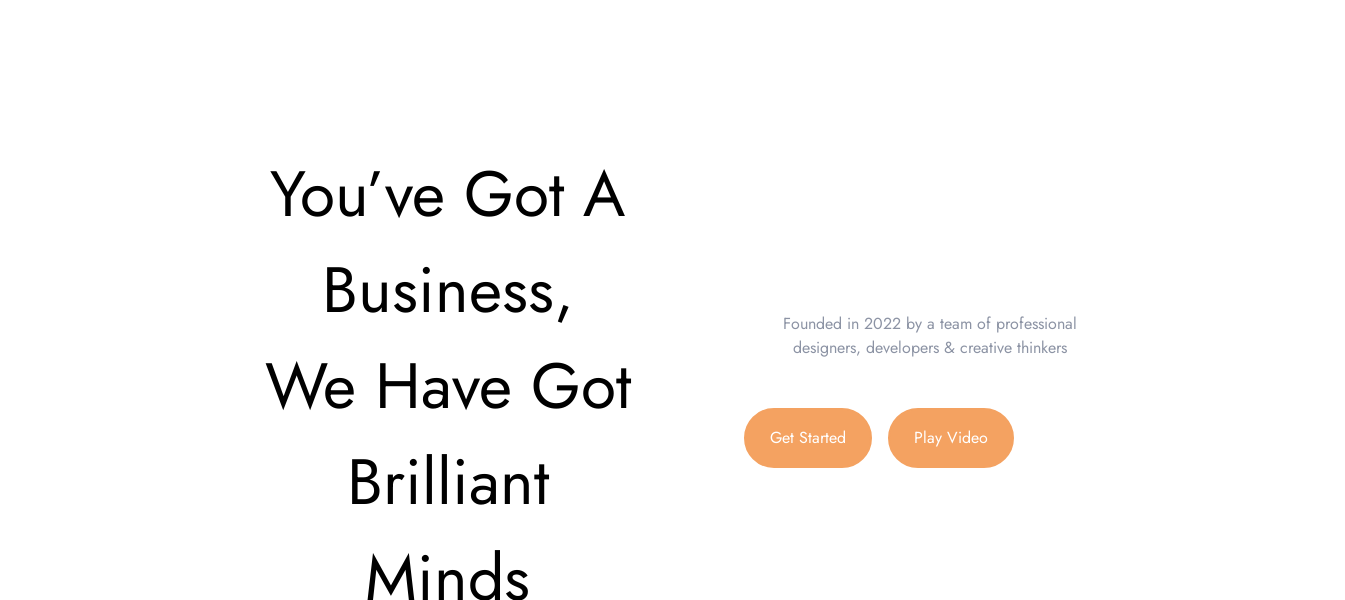 You’ve Got A
Business,
We Have Got
Brilliant
Minds
Founded in 2022 by a team of professional
designers, developers & creative thinkers
Get Started
Play Video